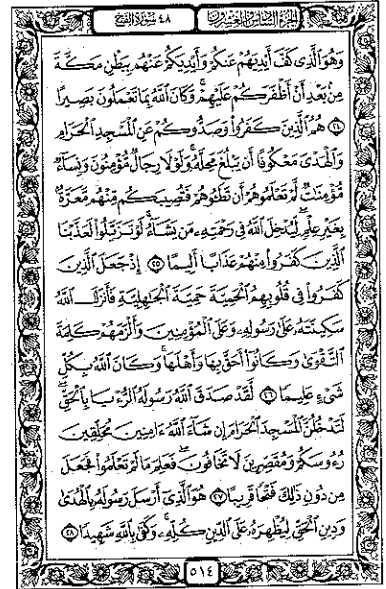 الجزء السادس والعشرون
٤٨ سورة الفتح
وَهُوَ ٱلَّذِى كَفَّ أَيْدِيَهُمْ عَنكُمْ وَأَيْدِيَكُمْ عَنْهُم بِبَطْنِ مَكَّةَ
مِنۢ بَعْدِ أَنْ أَظْفَرَكُمْ عَلَيْهِمْ ۚ وَكَانَ ٱللَّهُ بِمَا تَعْمَلُونَ بَصِيرًا
﴿٢٤﴾ هُمُ ٱلَّذِينَ كَفَرُوا۟ وَصَدُّوكُمْ عَنِ ٱلْمَسْجِدِ ٱلْحَرَامِ
وَٱلْهَدْىَ مَعْكُوفًا أَن يَبْلُغَ مَحِلَّهُۥ ۚ وَلَوْلَا رِجَالٌ مُّؤْمِنُونَ وَنِسَآءٌ
مُّؤْمِنَـٰتٌ لَّمْ تَعْلَمُوهُمْ أَن تَطَـُٔوهُمْ فَتُصِيبَكُم مِّنْهُم مَّعَرَّةٌۢ
بِغَيْرِ عِلْمٍ ۖ لِّيُدْخِلَ ٱللَّهُ فِى رَحْمَتِهِۦ مَن يَشَآءُ ۚ لَوْ تَزَيَّلُوا۟ لَعَذَّبْنَا
ٱلَّذِينَ كَفَرُوا۟ مِنْهُمْ عَذَابًا أَلِيمًا ﴿٢٥﴾ إِذْ جَعَلَ ٱلَّذِينَ
كَفَرُوا۟ فِى قُلُوبِهِمُ ٱلْحَمِيَّةَ حَمِيَّةَ ٱلْجَـٰهِلِيَّةِ فَأَنزَلَ ٱللَّهُ
سَكِينَتَهُۥ عَلَىٰ رَسُولِهِۦ وَعَلَى ٱلْمُؤْمِنِينَ وَأَلْزَمَهُمْ كَلِمَةَ
ٱلتَّقْوَىٰ وَكَانُوٓا۟ أَحَقَّ بِهَا وَأَهْلَهَا ۚ وَكَانَ ٱللَّهُ بِكُلِّ
شَىْءٍ عَلِيمًا ﴿٢٦﴾ لَّقَدْ صَدَقَ ٱللَّهُ رَسُولَهُ ٱلرُّءْيَا بِٱلْحَقِّ ۖ
لَتَدْخُلُنَّ ٱلْمَسْجِدَ ٱلْحَرَامَ إِن شَآءَ ٱللَّهُ ءَامِنِينَ مُحَلِّقِينَ
رُءُوسَكُمْ وَمُقَصِّرِينَ لَا تَخَافُونَ ۖ فَعَلِمَ مَا لَمْ تَعْلَمُوا۟ فَجَعَلَ
مِن دُونِ ذَٰلِكَ فَتْحًا قَرِيبًا ﴿٢٧﴾ هُوَ ٱلَّذِىٓ أَرْسَلَ رَسُولَهُۥ بِٱلْهُدَىٰ
وَدِينِ ٱلْحَقِّ لِيُظْهِرَهُۥ عَلَى ٱلدِّينِ كُلِّهِۦ ۚ وَكَفَىٰ بِٱللَّهِ شَهِيدًا ﴿٢٨﴾
٥١٤